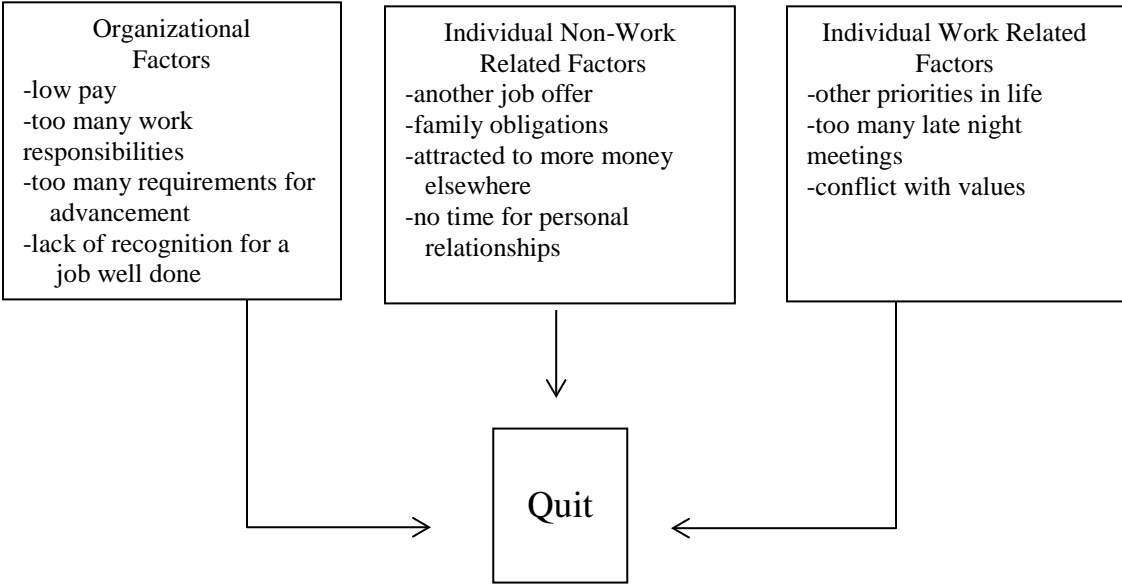 Organizational
Factors
-low pay
-too many work
responsibilities
-too many requirements for
advancement
-lack of recognition for a
job well done
Individual Non-Work
Related Factors
-another job offer
-family obligations
-attracted to more money
elsewhere
-no time for personal
relationships
Individual Work Related
Factors
-other priorities in life
-too many late night
meetings
-conflict with values
Quit